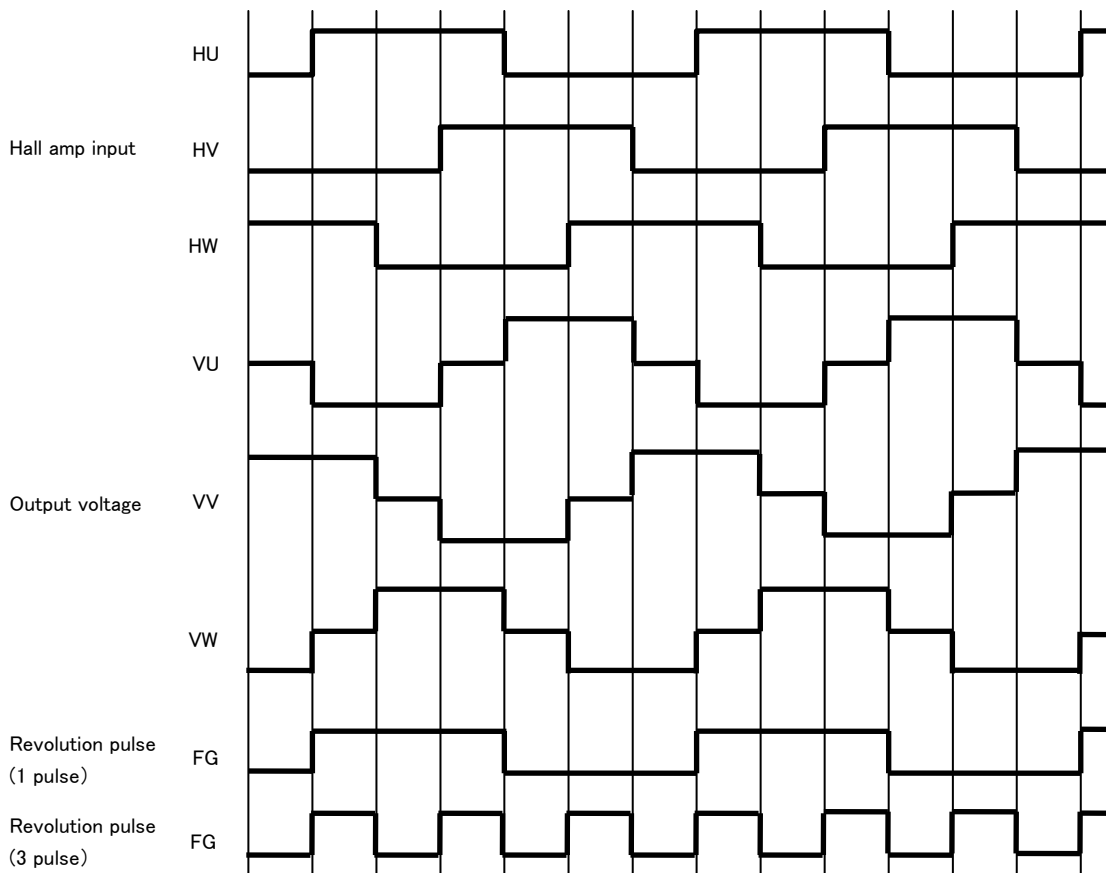 HU
Hall amp input HV
HW
VU
Output voltage VV
VW
Revolution pulse
(1 pulse) FG
Revolution pulse
(3 pulse) FG